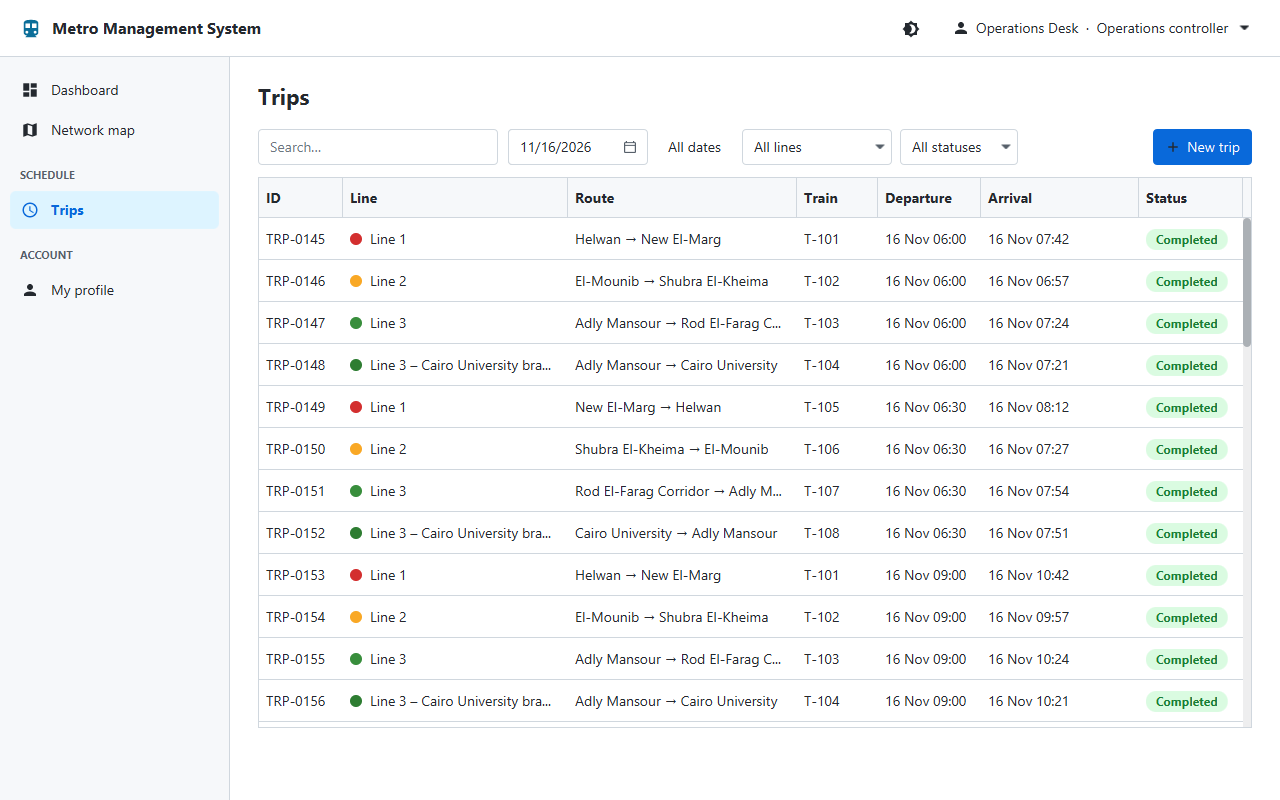 Metro Management System
Operations Desk · Operations controller
Dashboard
Network map
SCHEDULE
Trips
ACCOUNT
My profile
Trips
Search...
11/16/2026
All dates
All lines
All statuses
New trip
ID Line Route Train Departure Arrival Status
TRP-0145 Line 1 Helwan → New El-Marg T-101 16 Nov 06:00 16 Nov 07:42 Completed
TRP-0146 Line 2 El-Mounib → Shubra El-Kheima T-102 16 Nov 06:00 16 Nov 06:57 Completed
TRP-0147 Line 3 Adly Mansour → Rod El-Farag C... T-103 16 Nov 06:00 16 Nov 07:24 Completed
TRP-0148 Line 3 – Cairo University bra... Adly Mansour → Cairo University T-104 16 Nov 06:00 16 Nov 07:21 Completed
TRP-0149 Line 1 New El-Marg → Helwan T-105 16 Nov 06:30 16 Nov 08:12 Completed
TRP-0150 Line 2 Shubra El-Kheima → El-Mounib T-106 16 Nov 06:30 16 Nov 07:27 Completed
TRP-0151 Line 3 Rod El-Farag Corridor → Adly M... T-107 16 Nov 06:30 16 Nov 07:54 Completed
TRP-0152 Line 3 – Cairo University bra... Cairo University → Adly Mansour T-108 16 Nov 06:30 16 Nov 07:51 Completed
TRP-0153 Line 1 Helwan → New El-Marg T-101 16 Nov 09:00 16 Nov 10:42 Completed
TRP-0154 Line 2 El-Mounib → Shubra El-Kheima T-102 16 Nov 09:00 16 Nov 09:57 Completed
TRP-0155 Line 3 Adly Mansour → Rod El-Farag C... T-103 16 Nov 09:00 16 Nov 10:24 Completed
TRP-0156 Line 3 – Cairo University bra... Adly Mansour → Cairo University T-104 16 Nov 09:00 16 Nov 10:21 Completed